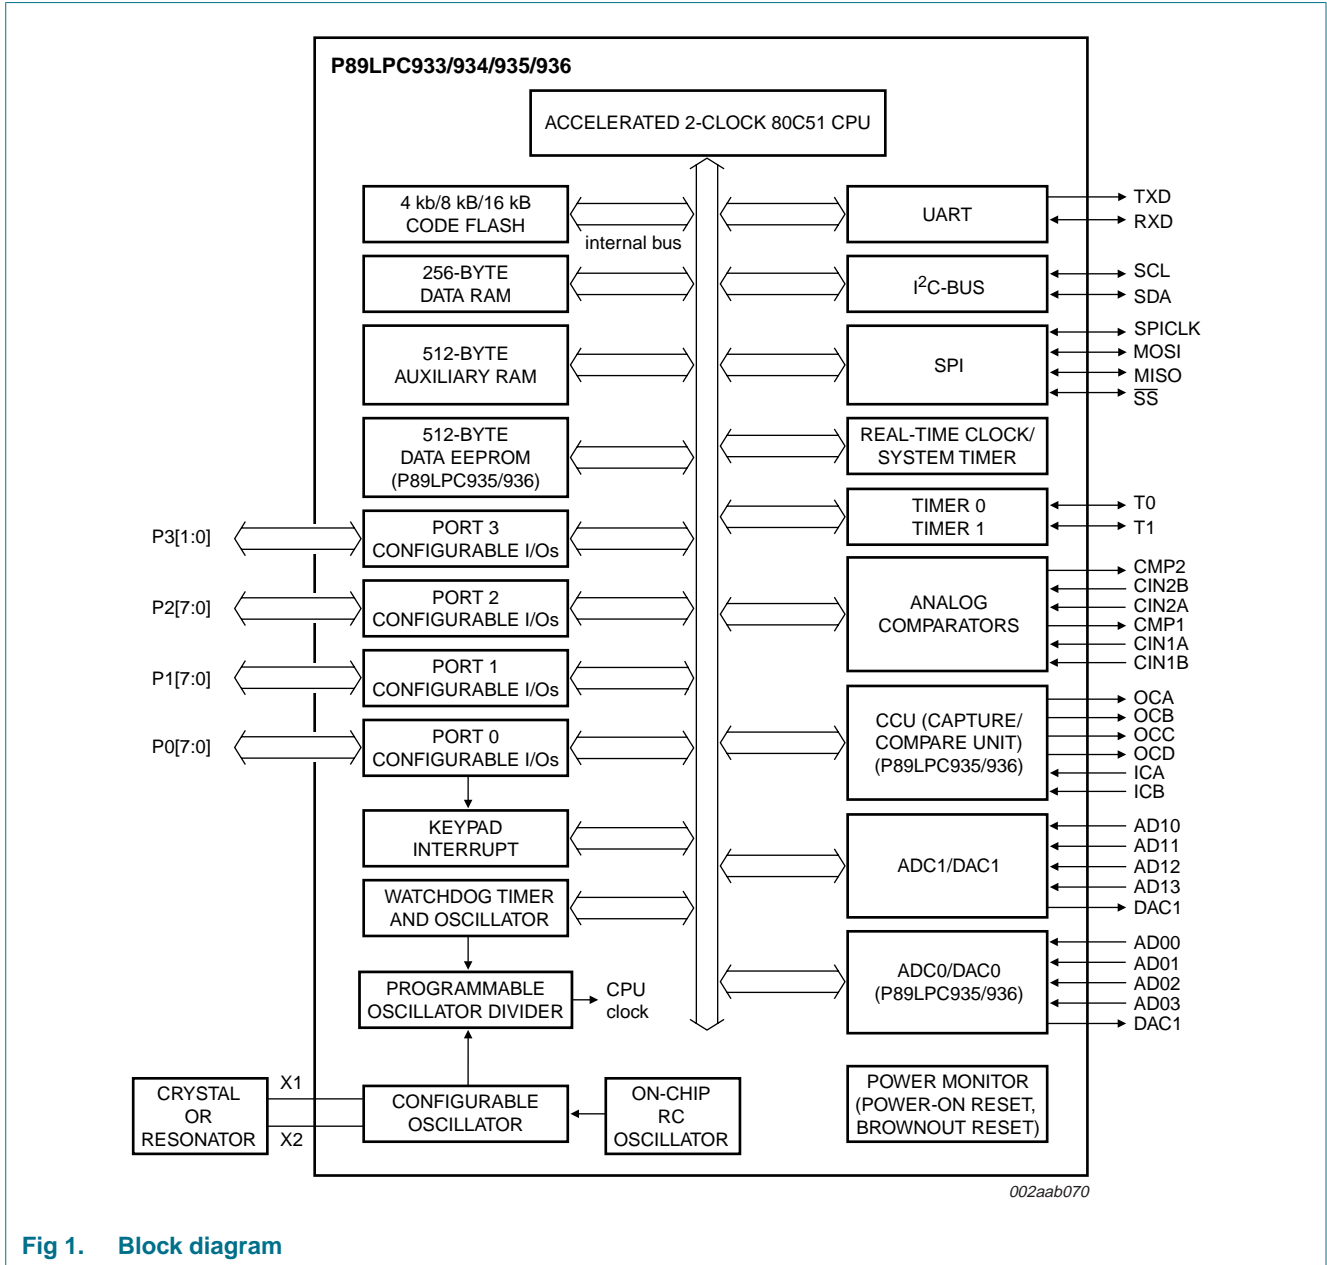 P89LPC933/934/935/936
ACCELERATED 2-CLOCK 80C51 CPU
4 kb/8 kB/16 kB
CODE FLASH
internal bus
256-BYTE
DATA RAM
512-BYTE
AUXILIARY RAM
512-BYTE
DATA EEPROM
(P89LPC935/936)
P3[1:0]
PORT 3
CONFIGURABLE I/Os
P2[7:0]
PORT 2
CONFIGURABLE I/Os
P1[7:0]
PORT 1
CONFIGURABLE I/Os
P0[7:0]
PORT 0
CONFIGURABLE I/Os
KEYPAD
INTERRUPT
WATCHDOG TIMER
AND OSCILLATOR
PROGRAMMABLE
OSCILLATOR DIVIDER
CPU
clock
CRYSTAL
OR
RESONATOR
X1
X2
CONFIGURABLE
OSCILLATOR
ON-CHIP
RC
OSCILLATOR
UART
TXD
RXD
I²C-BUS
SCL
SDA
SPI
SPICLK
MOSI
MISO
S̅S̅
REAL-TIME CLOCK/
SYSTEM TIMER
TIMER 0
TIMER 1
T0
T1
ANALOG
COMPARATORS
CMP2
CIN2B
CIN2A
CMP1
CIN1A
CIN1B
CCU (CAPTURE/
COMPARE UNIT)
(P89LPC935/936)
OCA
OCB
OCC
OCD
ICA
ICB
ADC1/DAC1
AD10
AD11
AD12
AD13
DAC1
ADC0/DAC0
(P89LPC935/936)
AD00
AD01
AD02
AD03
DAC1
POWER MONITOR
(POWER-ON RESET,
BROWNOUT RESET)
002aab070
Fig 1. Block diagram